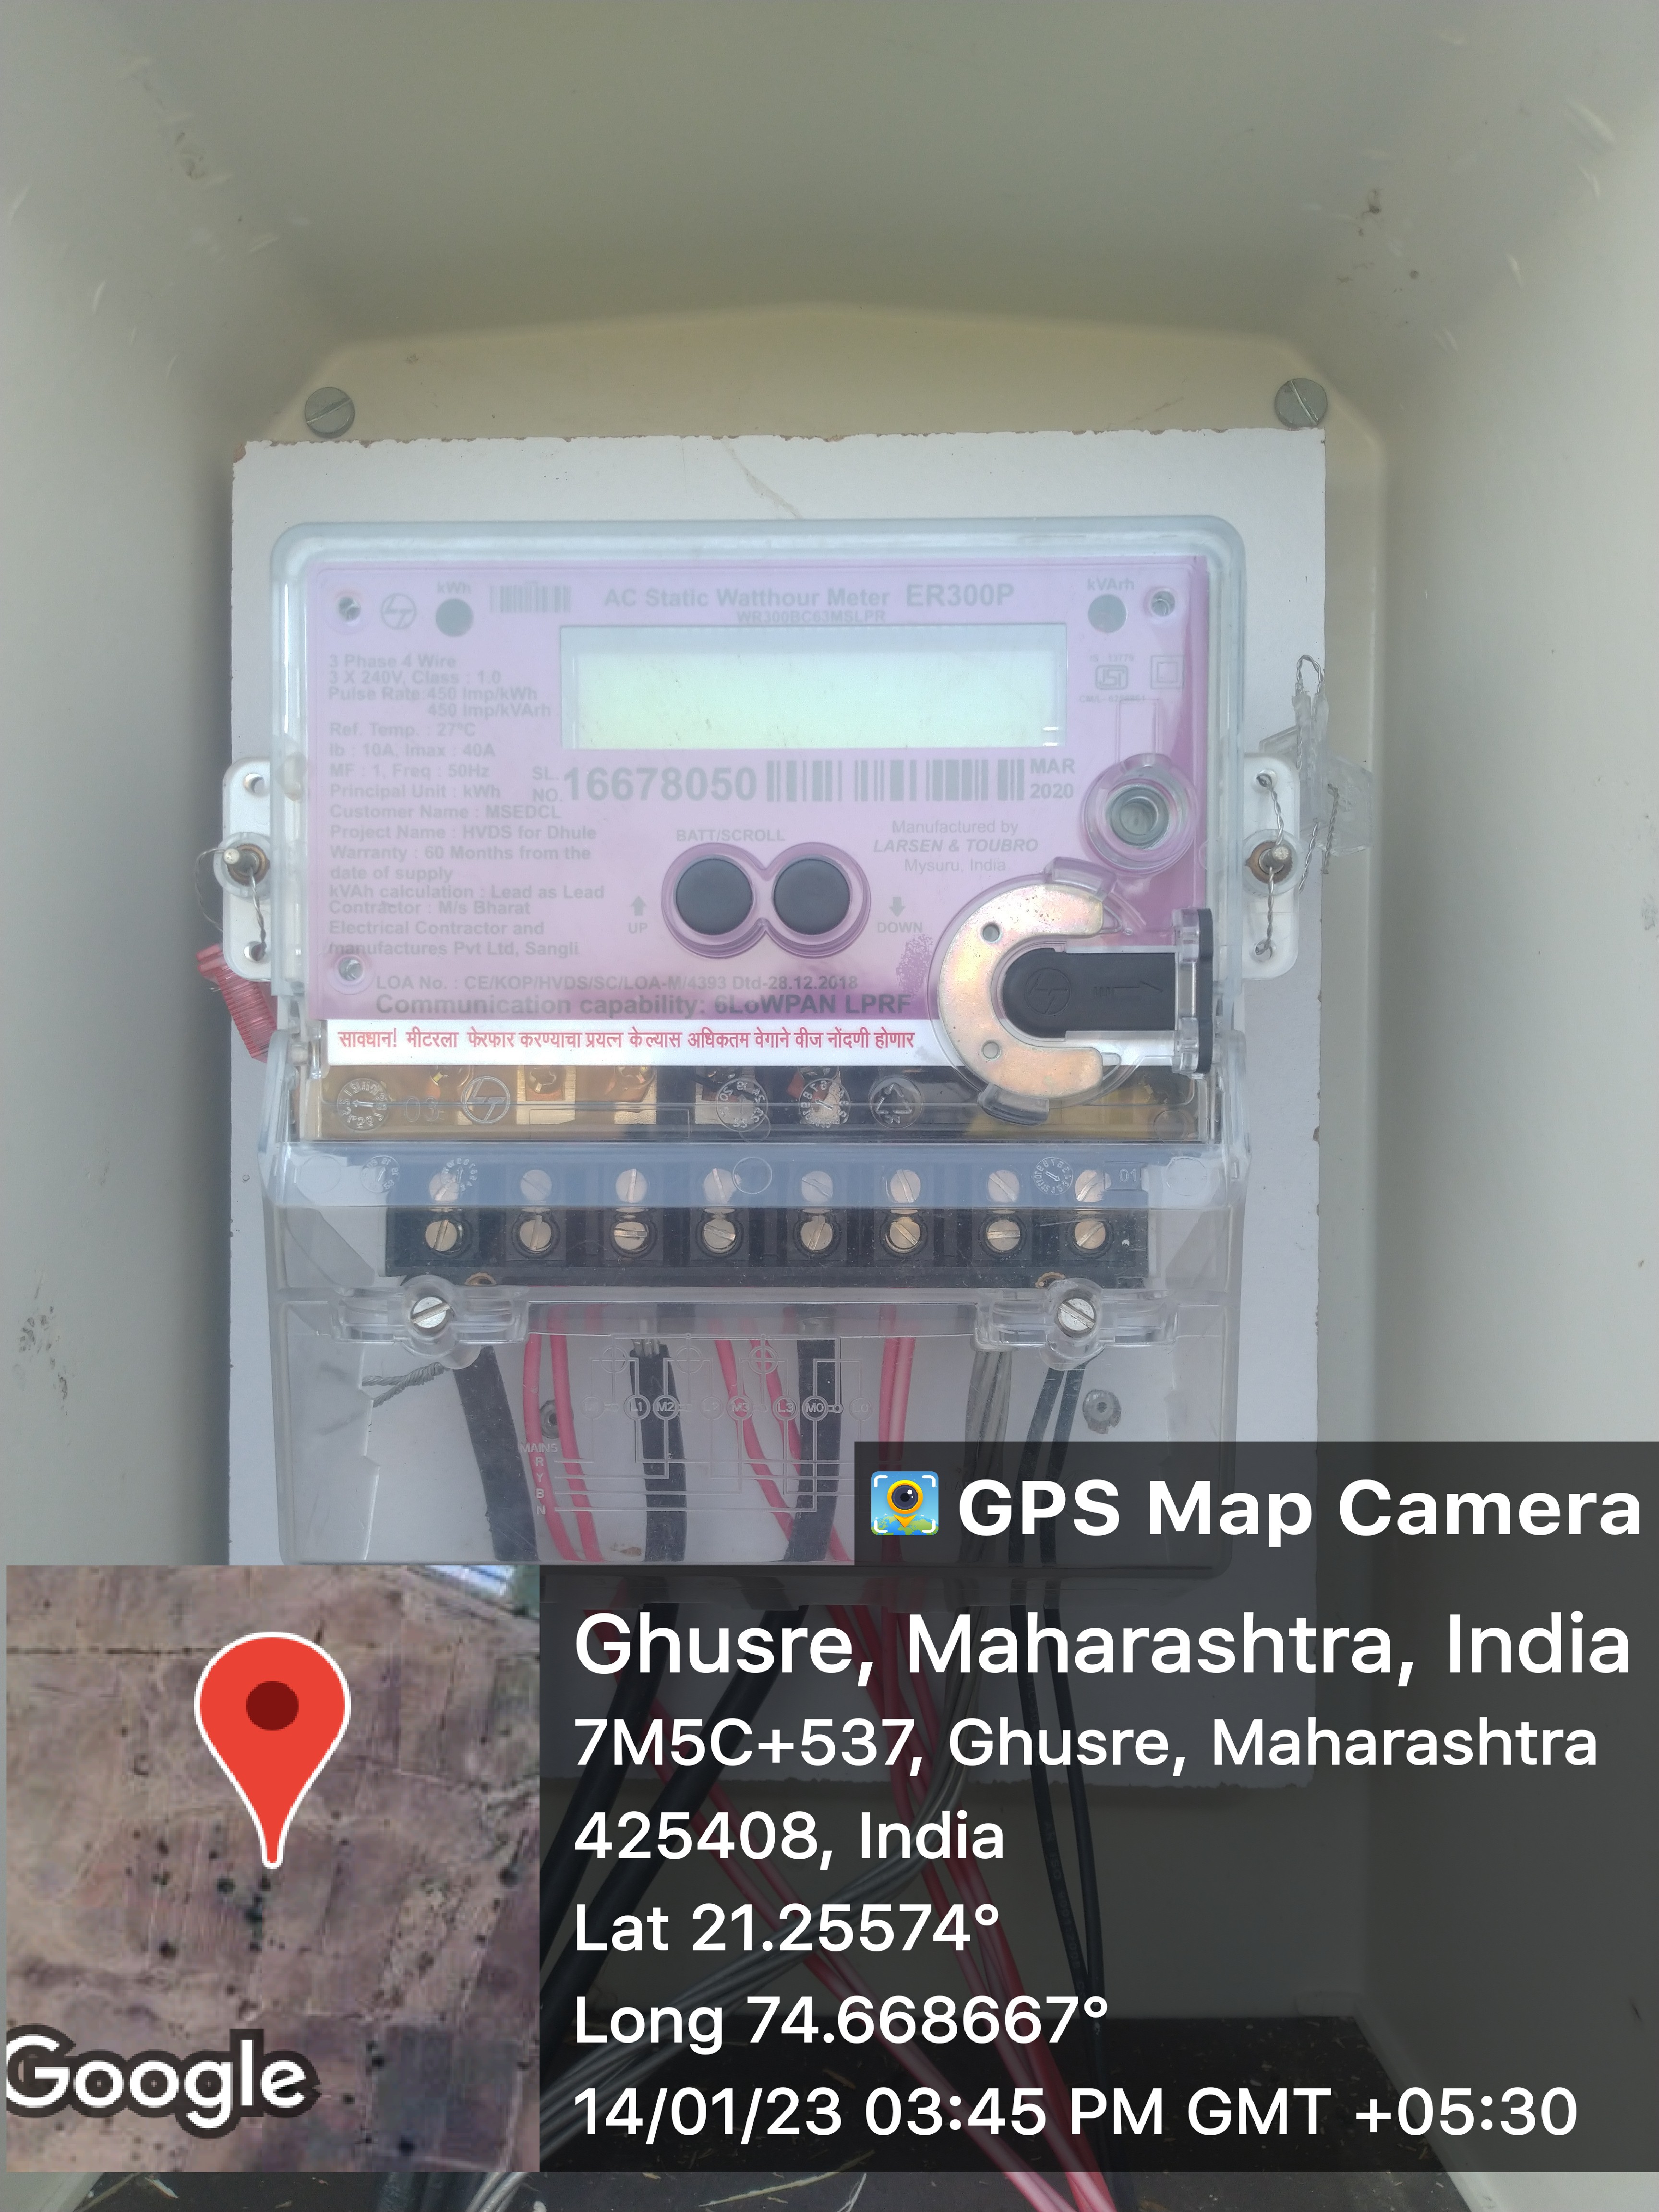 kWh
AC Static Watthour Meter ER300P
WR300BC63MSLPR
kVArh
3 Phase 4 Wire
3 X 240V, Class : 1.0
Pulse Rate 450 Imp/kWh
450 Imp/kVArh
Ref. Temp. : 27°C
Ib : 10A, Imax : 40A
MF : 1, Freq : 50Hz
Principal Unit : kWh
Customer Name : MSEDCL
Project Name : HVDS for Dhule
Warranty : 60 Months from the
date of supply
kVAh calculation : Lead as Lead
Contractor : M/s Bharat
Electrical Contractor and
manufactures Pvt Ltd, Sangli
SL. NO. 16678050
MAR 2020
BATT/SCROLL
UP
DOWN
Manufactured by
LARSEN & TOUBRO
Mysuru, India
LOA No. : CE/KOP/HVDS/SC/LOA-M/4393 Dtd-28.12.2018
Communication capability: 6LoWPAN LPRF
सावधान! मीटरला फेरफार करण्याचा प्रयत्न केल्यास अधिकतम वेगाने वीज नोंदणी होणार
01
L1 M2 M3 L3 M0
MAINS
R
Y
B
N
GPS Map Camera
Ghusre, Maharashtra, India
7M5C+537, Ghusre, Maharashtra
425408, India
Lat 21.25574°
Long 74.668667°
14/01/23 03:45 PM GMT +05:30
Google